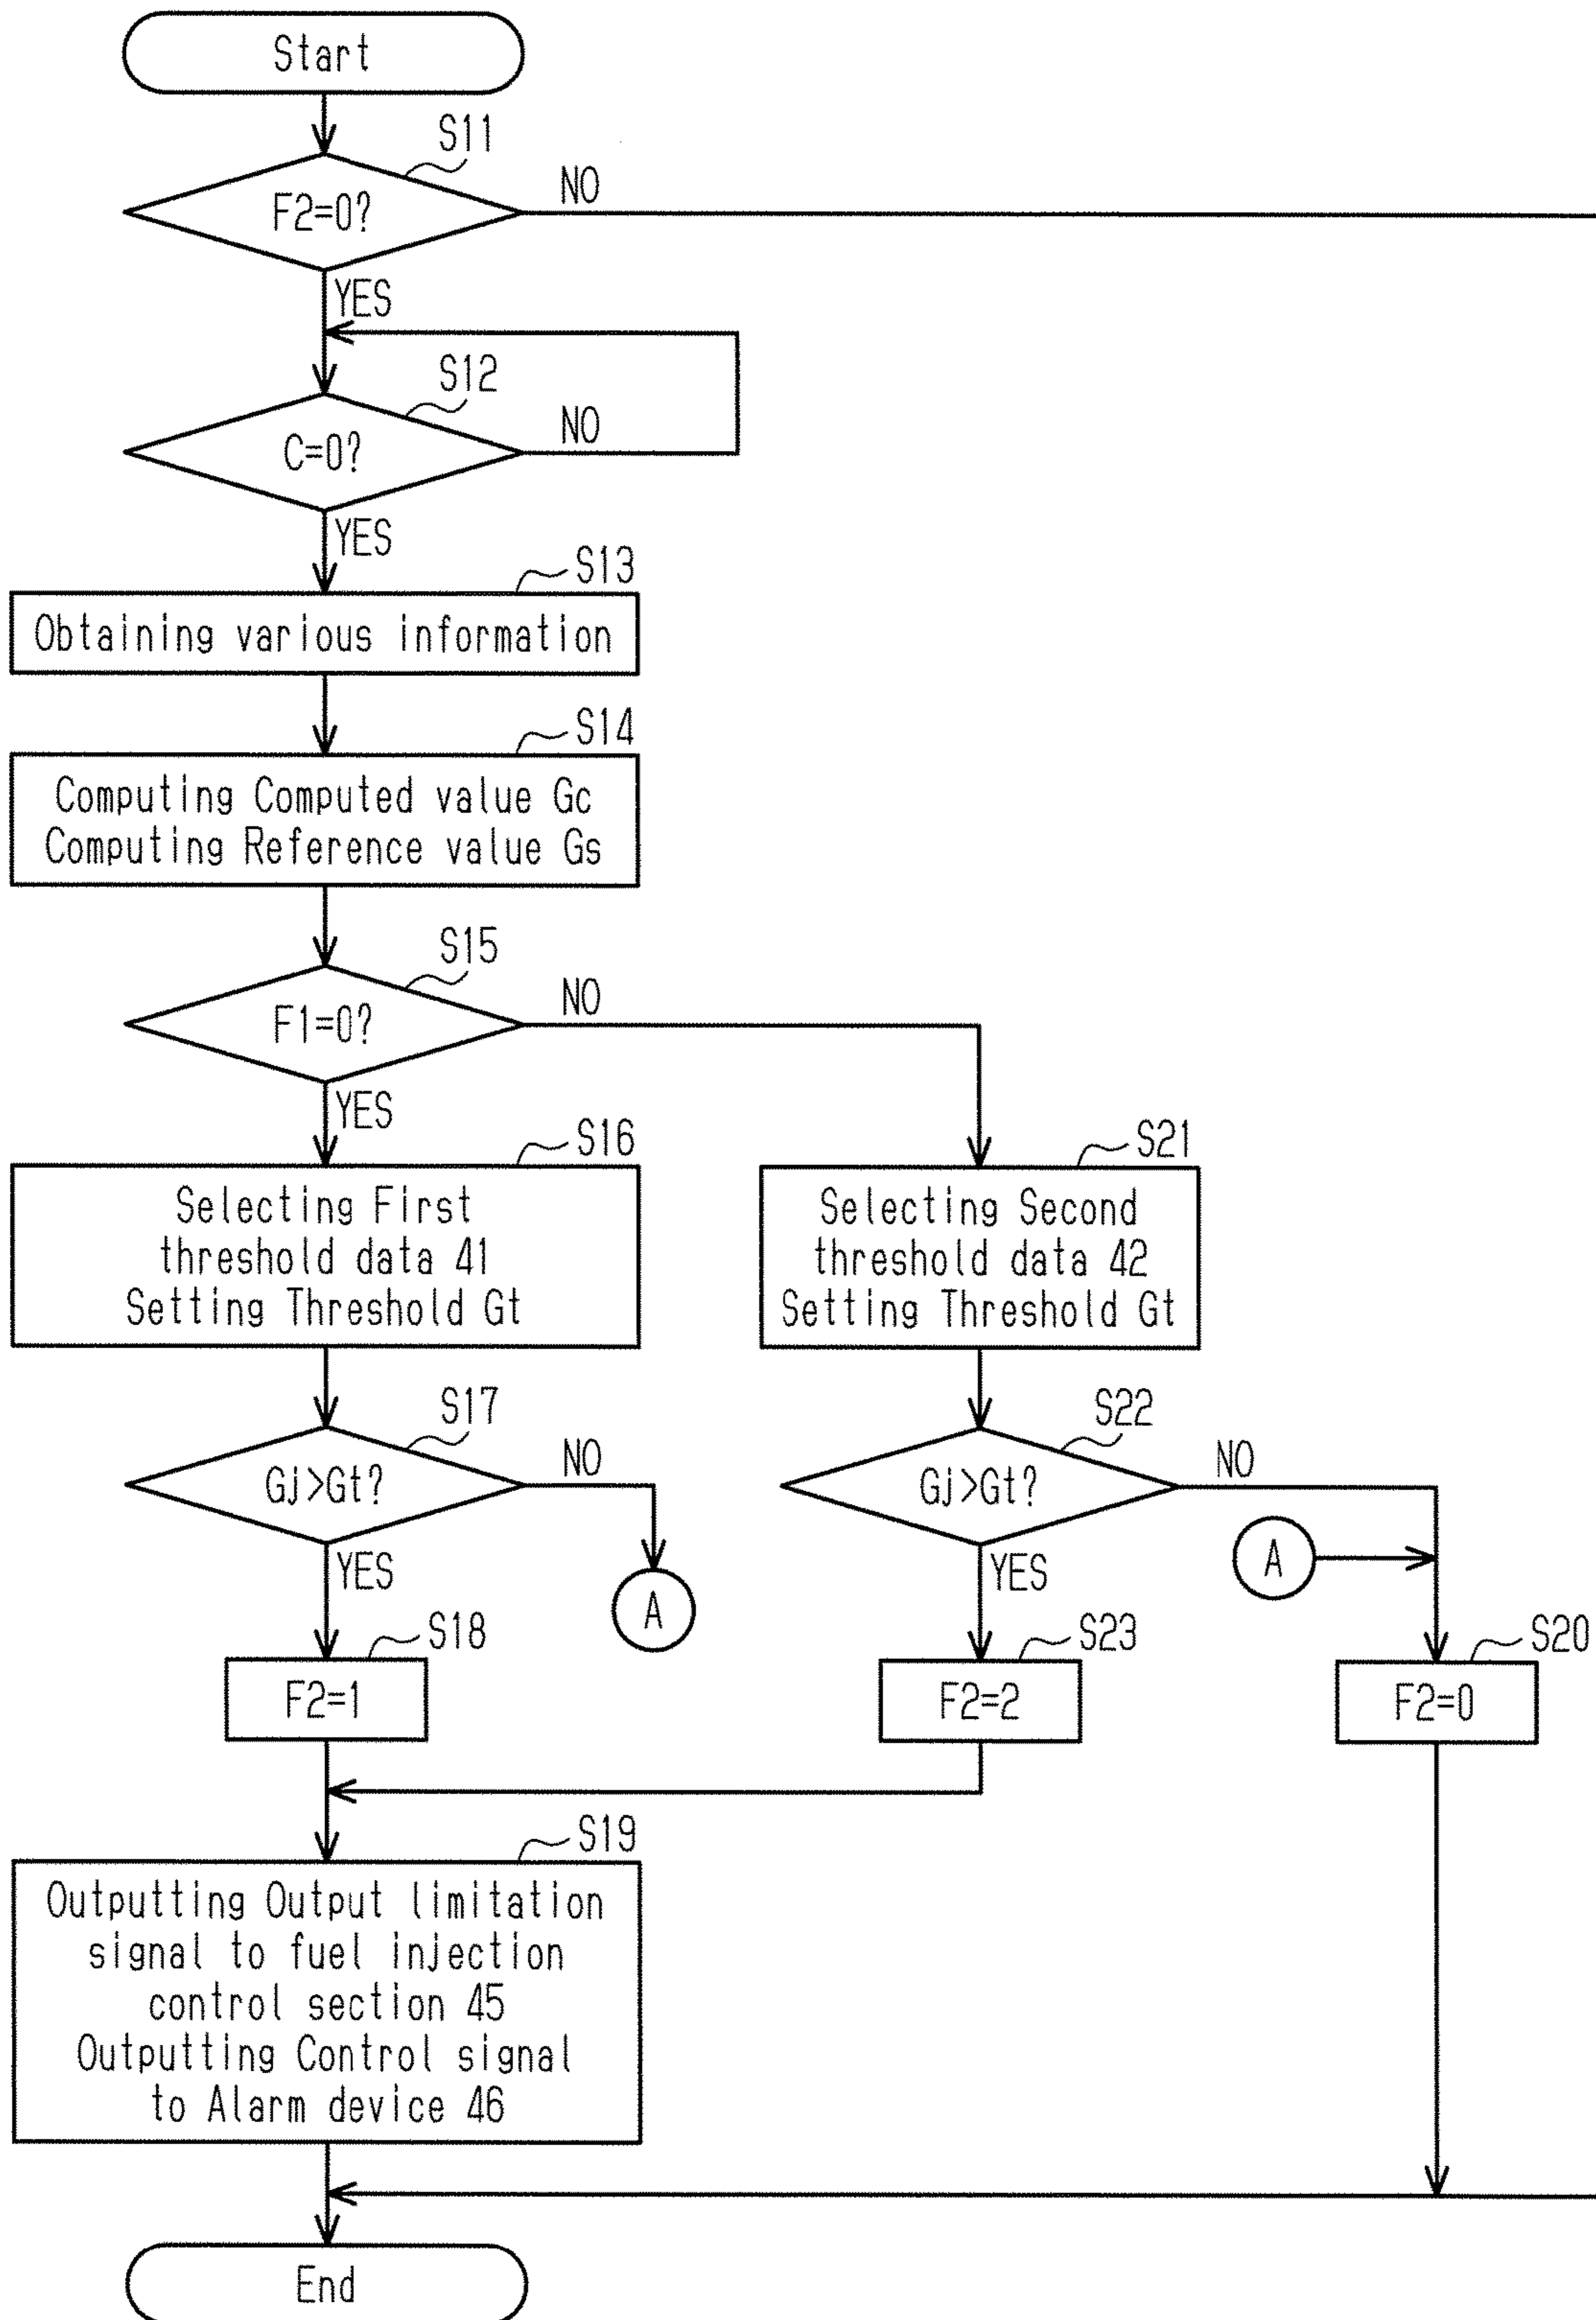 Start
S11
F2=0?
NO
YES
S12
C=0?
NO
YES
S13
Obtaining various information
S14
Computing Computed value Gc
Computing Reference value Gs
S15
F1=0?
NO
YES
S16
Selecting First
threshold data 41
Setting Threshold Gt
S21
Selecting Second
threshold data 42
Setting Threshold Gt
S17
Gj>Gt?
NO
YES
A
S22
Gj>Gt?
NO
YES
A
S18
F2=1
S23
F2=2
S20
F2=0
S19
Outputting Output limitation
signal to fuel injection
control section 45
Outputting Control signal
to Alarm device 46
End